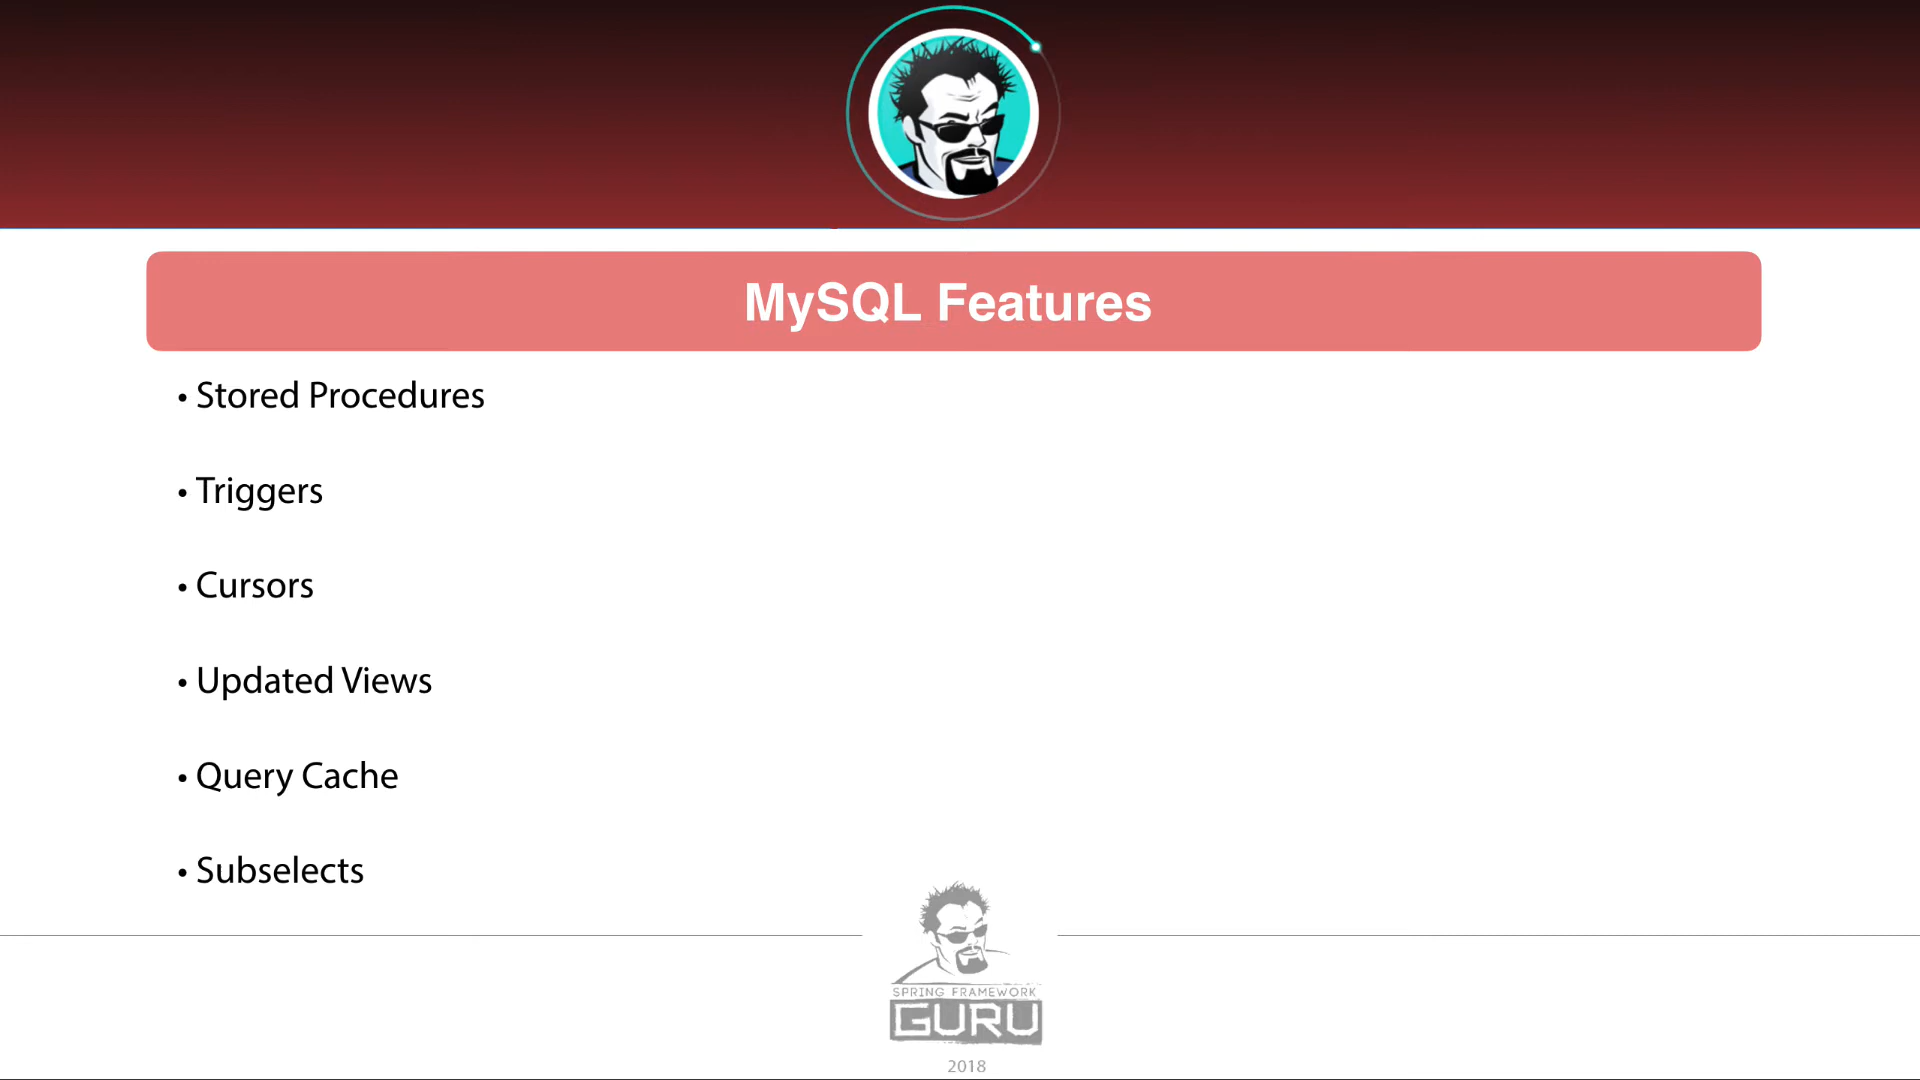 MySQL Features
• Stored Procedures
• Triggers
• Cursors
• Updated Views
• Query Cache
• Subselects
SPRING FRAMEWORK
GURU
2018